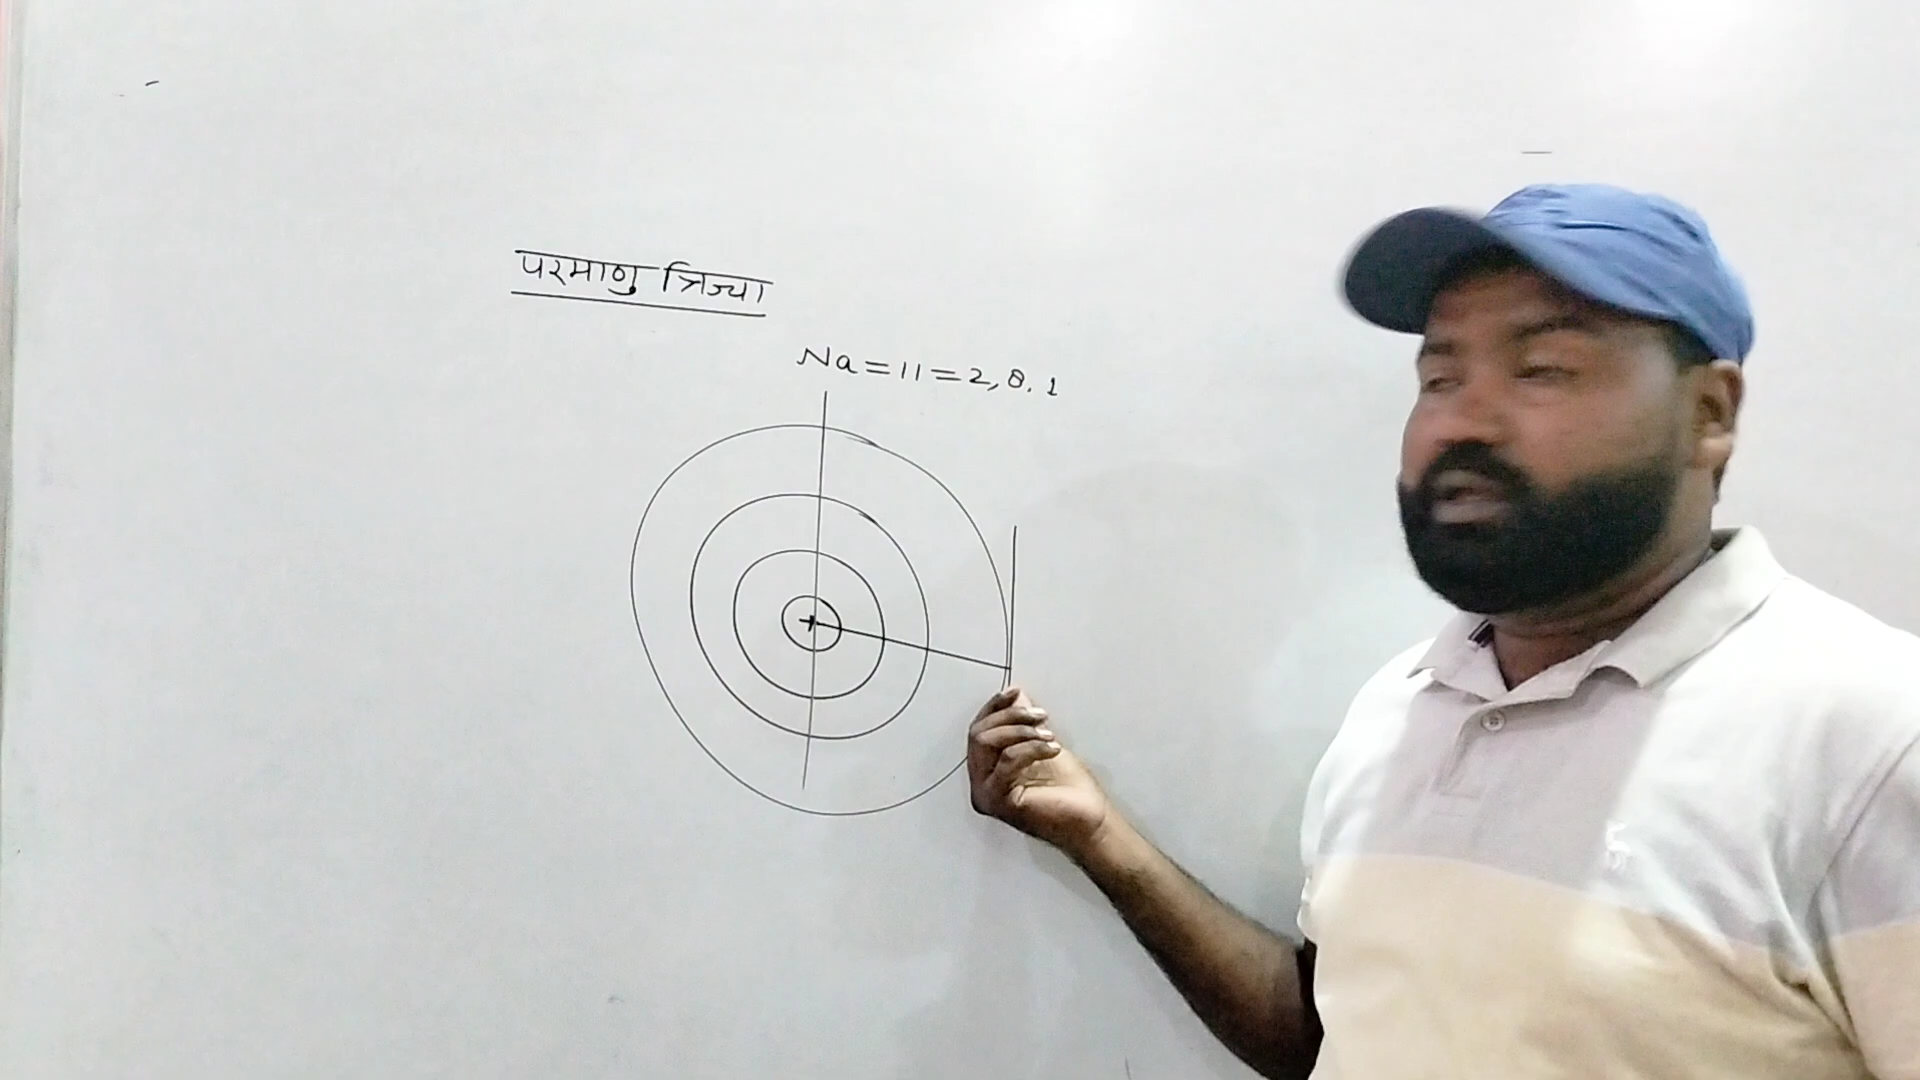 परमाणु त्रिज्या
Na = 11 = 2, 8. 1
+